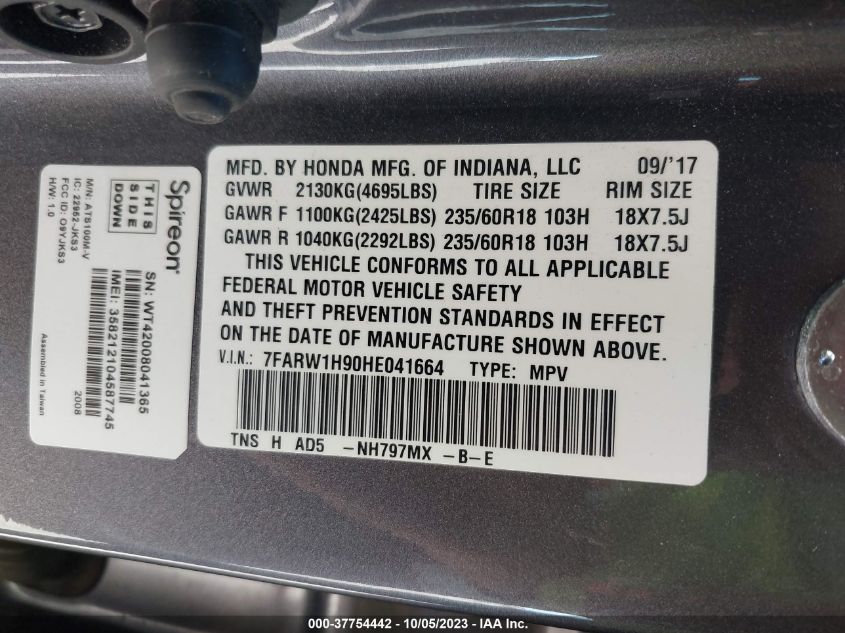 MFD. BY HONDA MFG. OF INDIANA, LLC 09/'17
GVWR 2130KG(4695LBS) TIRE SIZE RIM SIZE
GAWR F 1100KG(2425LBS) 235/60R18 103H 18X7.5J
GAWR R 1040KG(2292LBS) 235/60R18 103H 18X7.5J
THIS VEHICLE CONFORMS TO ALL APPLICABLE
FEDERAL MOTOR VEHICLE SAFETY
AND THEFT PREVENTION STANDARDS IN EFFECT
ON THE DATE OF MANUFACTURE SHOWN ABOVE.
V.I.N.: 7FARW1H90HE041664 TYPE: MPV
TNS H AD5 -NH797MX -B-E
Spireon®
THIS
SIDE
DOWN
M/N: ATS100M-V
IC: 22952-JKS3
FCC ID: O9YJKS3
H/W: 1.0
SN: WT42008041365
IMEI: 358212104587745
2008
Assembled in Taiwan
000-37754442 - 10/05/2023 - IAA Inc.